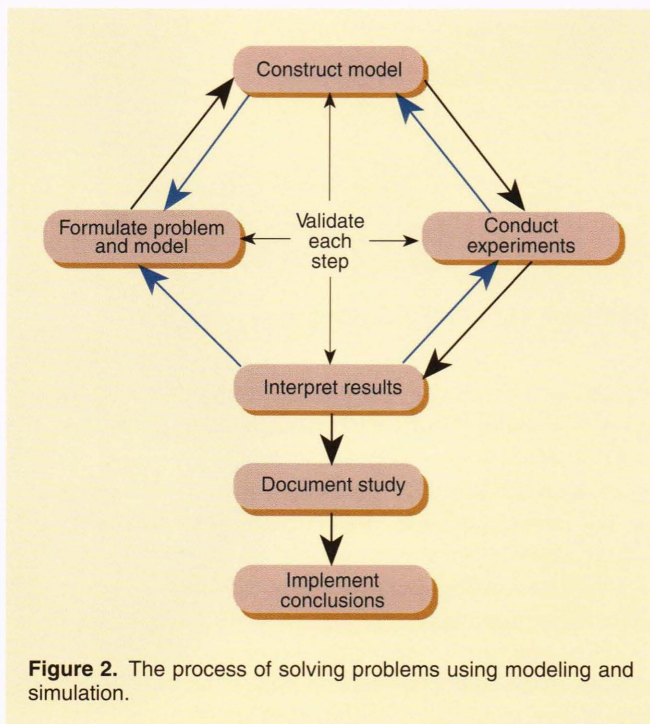 Construct model
Formulate problem
and model
Validate
each
step
Conduct
experiments
Interpret results
Document study
Implement
conclusions
Figure 2. The process of solving problems using modeling and
simulation.